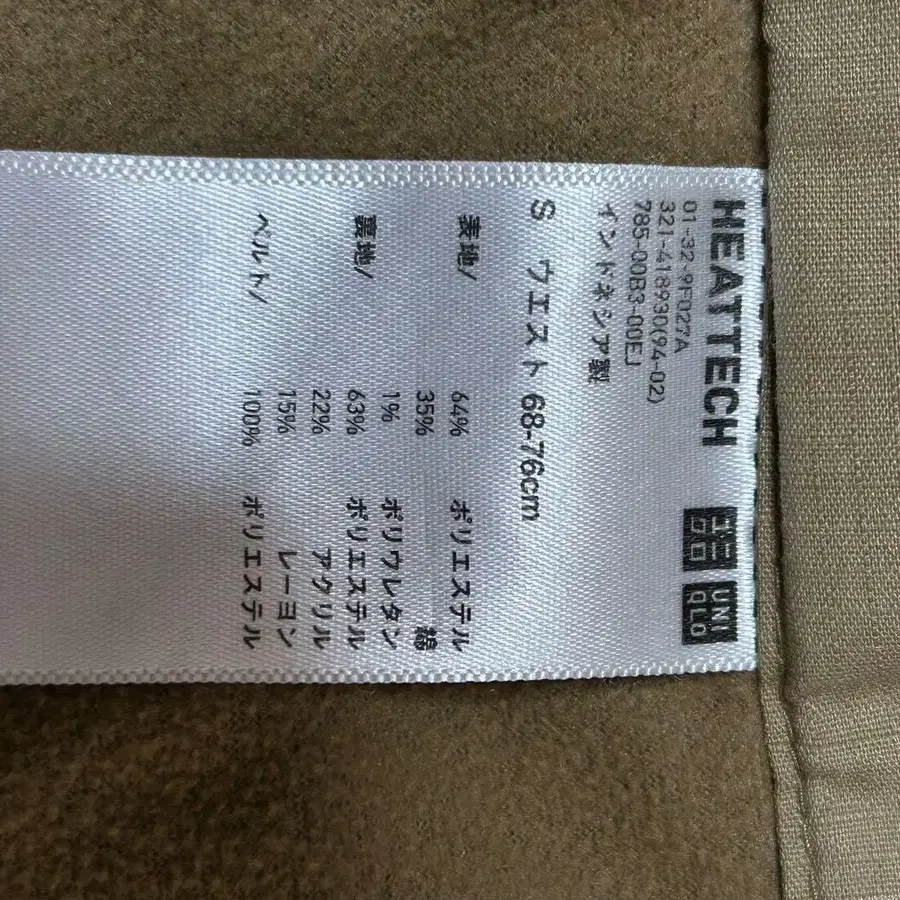 HEATTECH
ユニ クロ
UNI QLO
01-32-9F027A
321-418930(94-02)
785-00B3-00EJ
インドネシア製
S ウエスト 68-76cm
表地/ 64% ポリエステル
35% 綿
1% ポリウレタン
裏地/ 63% ポリエステル
22% アクリル
15% レーヨン
ベルト/ 100% ポリエステル